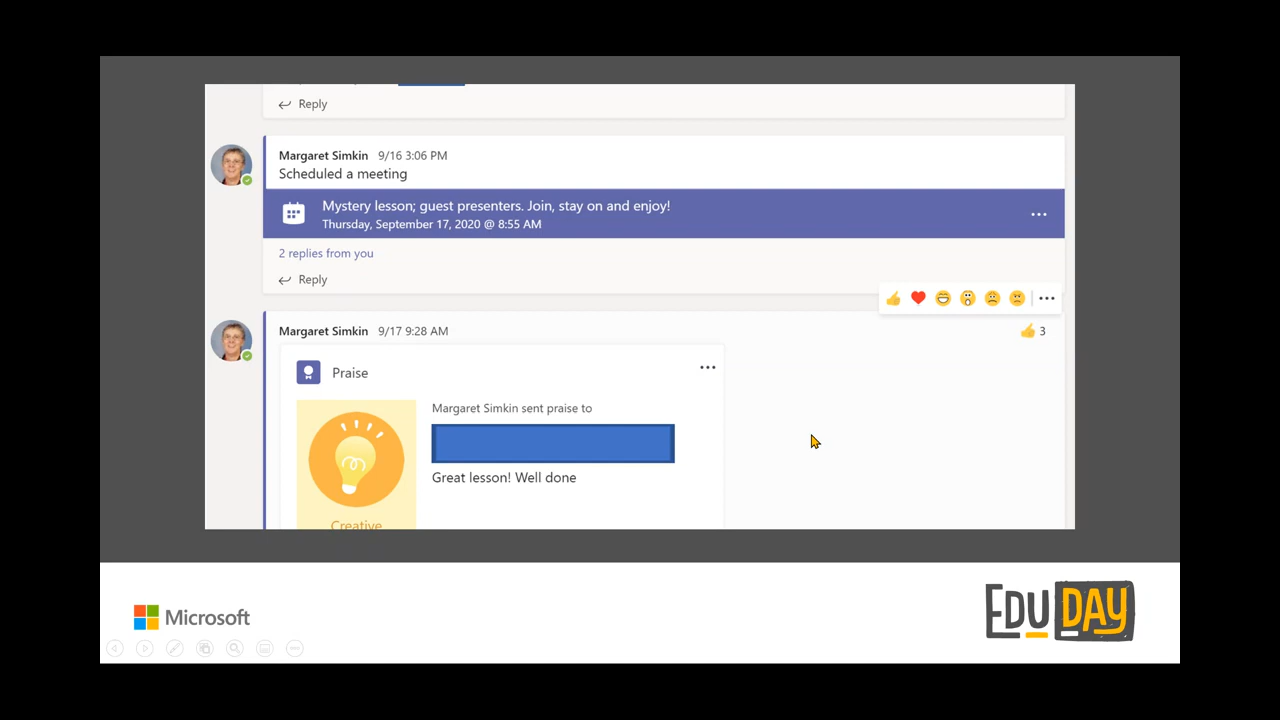 Reply
Margaret Simkin 9/16 3:06 PM
Scheduled a meeting
Mystery lesson; guest presenters. Join, stay on and enjoy!
Thursday, September 17, 2020 @ 8:55 AM
2 replies from you
Reply
Margaret Simkin 9/17 9:28 AM
3
Praise
Margaret Simkin sent praise to
Great lesson! Well done
Creative
Microsoft
EDU DAY